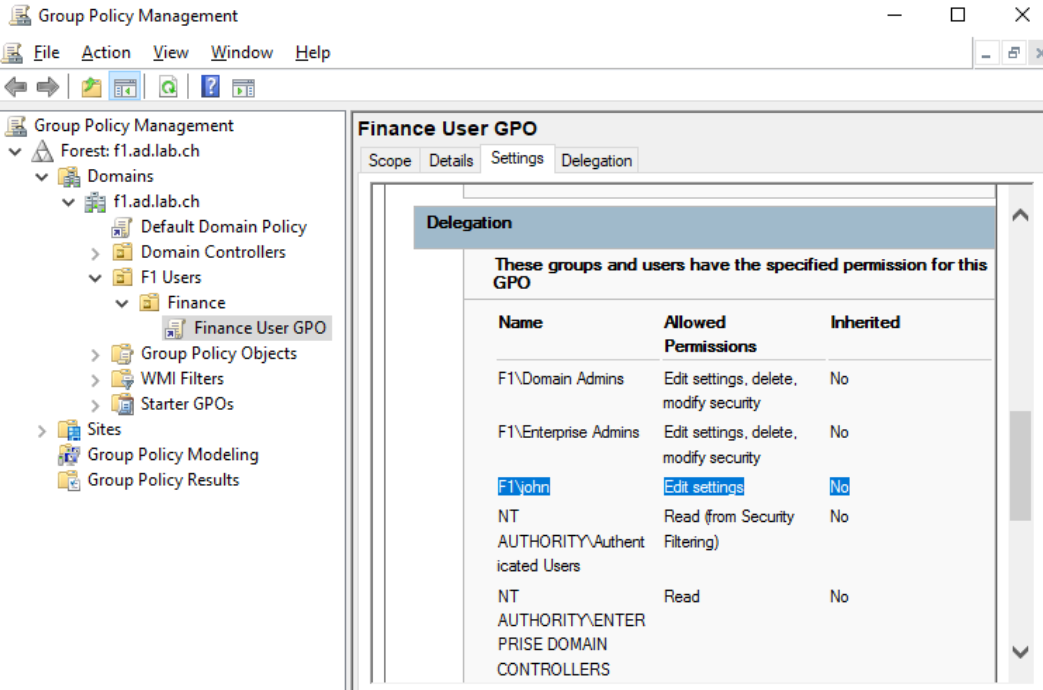 Group Policy Management
File Action View Window Help
Group Policy Management
Forest: f1.ad.lab.ch
Domains
f1.ad.lab.ch
Default Domain Policy
Domain Controllers
F1 Users
Finance
Finance User GPO
Group Policy Objects
WMI Filters
Starter GPOs
Sites
Group Policy Modeling
Group Policy Results
Finance User GPO
Scope Details Settings Delegation
Delegation
These groups and users have the specified permission for this
GPO
Name Allowed Inherited
Permissions
F1\Domain Admins Edit settings, delete, No
modify security
F1\Enterprise Admins Edit settings, delete, No
modify security
F1\john Edit settings No
NT Read (from Security No
AUTHORITY\Authent Filtering)
icated Users
NT Read No
AUTHORITY\ENTER
PRISE DOMAIN
CONTROLLERS